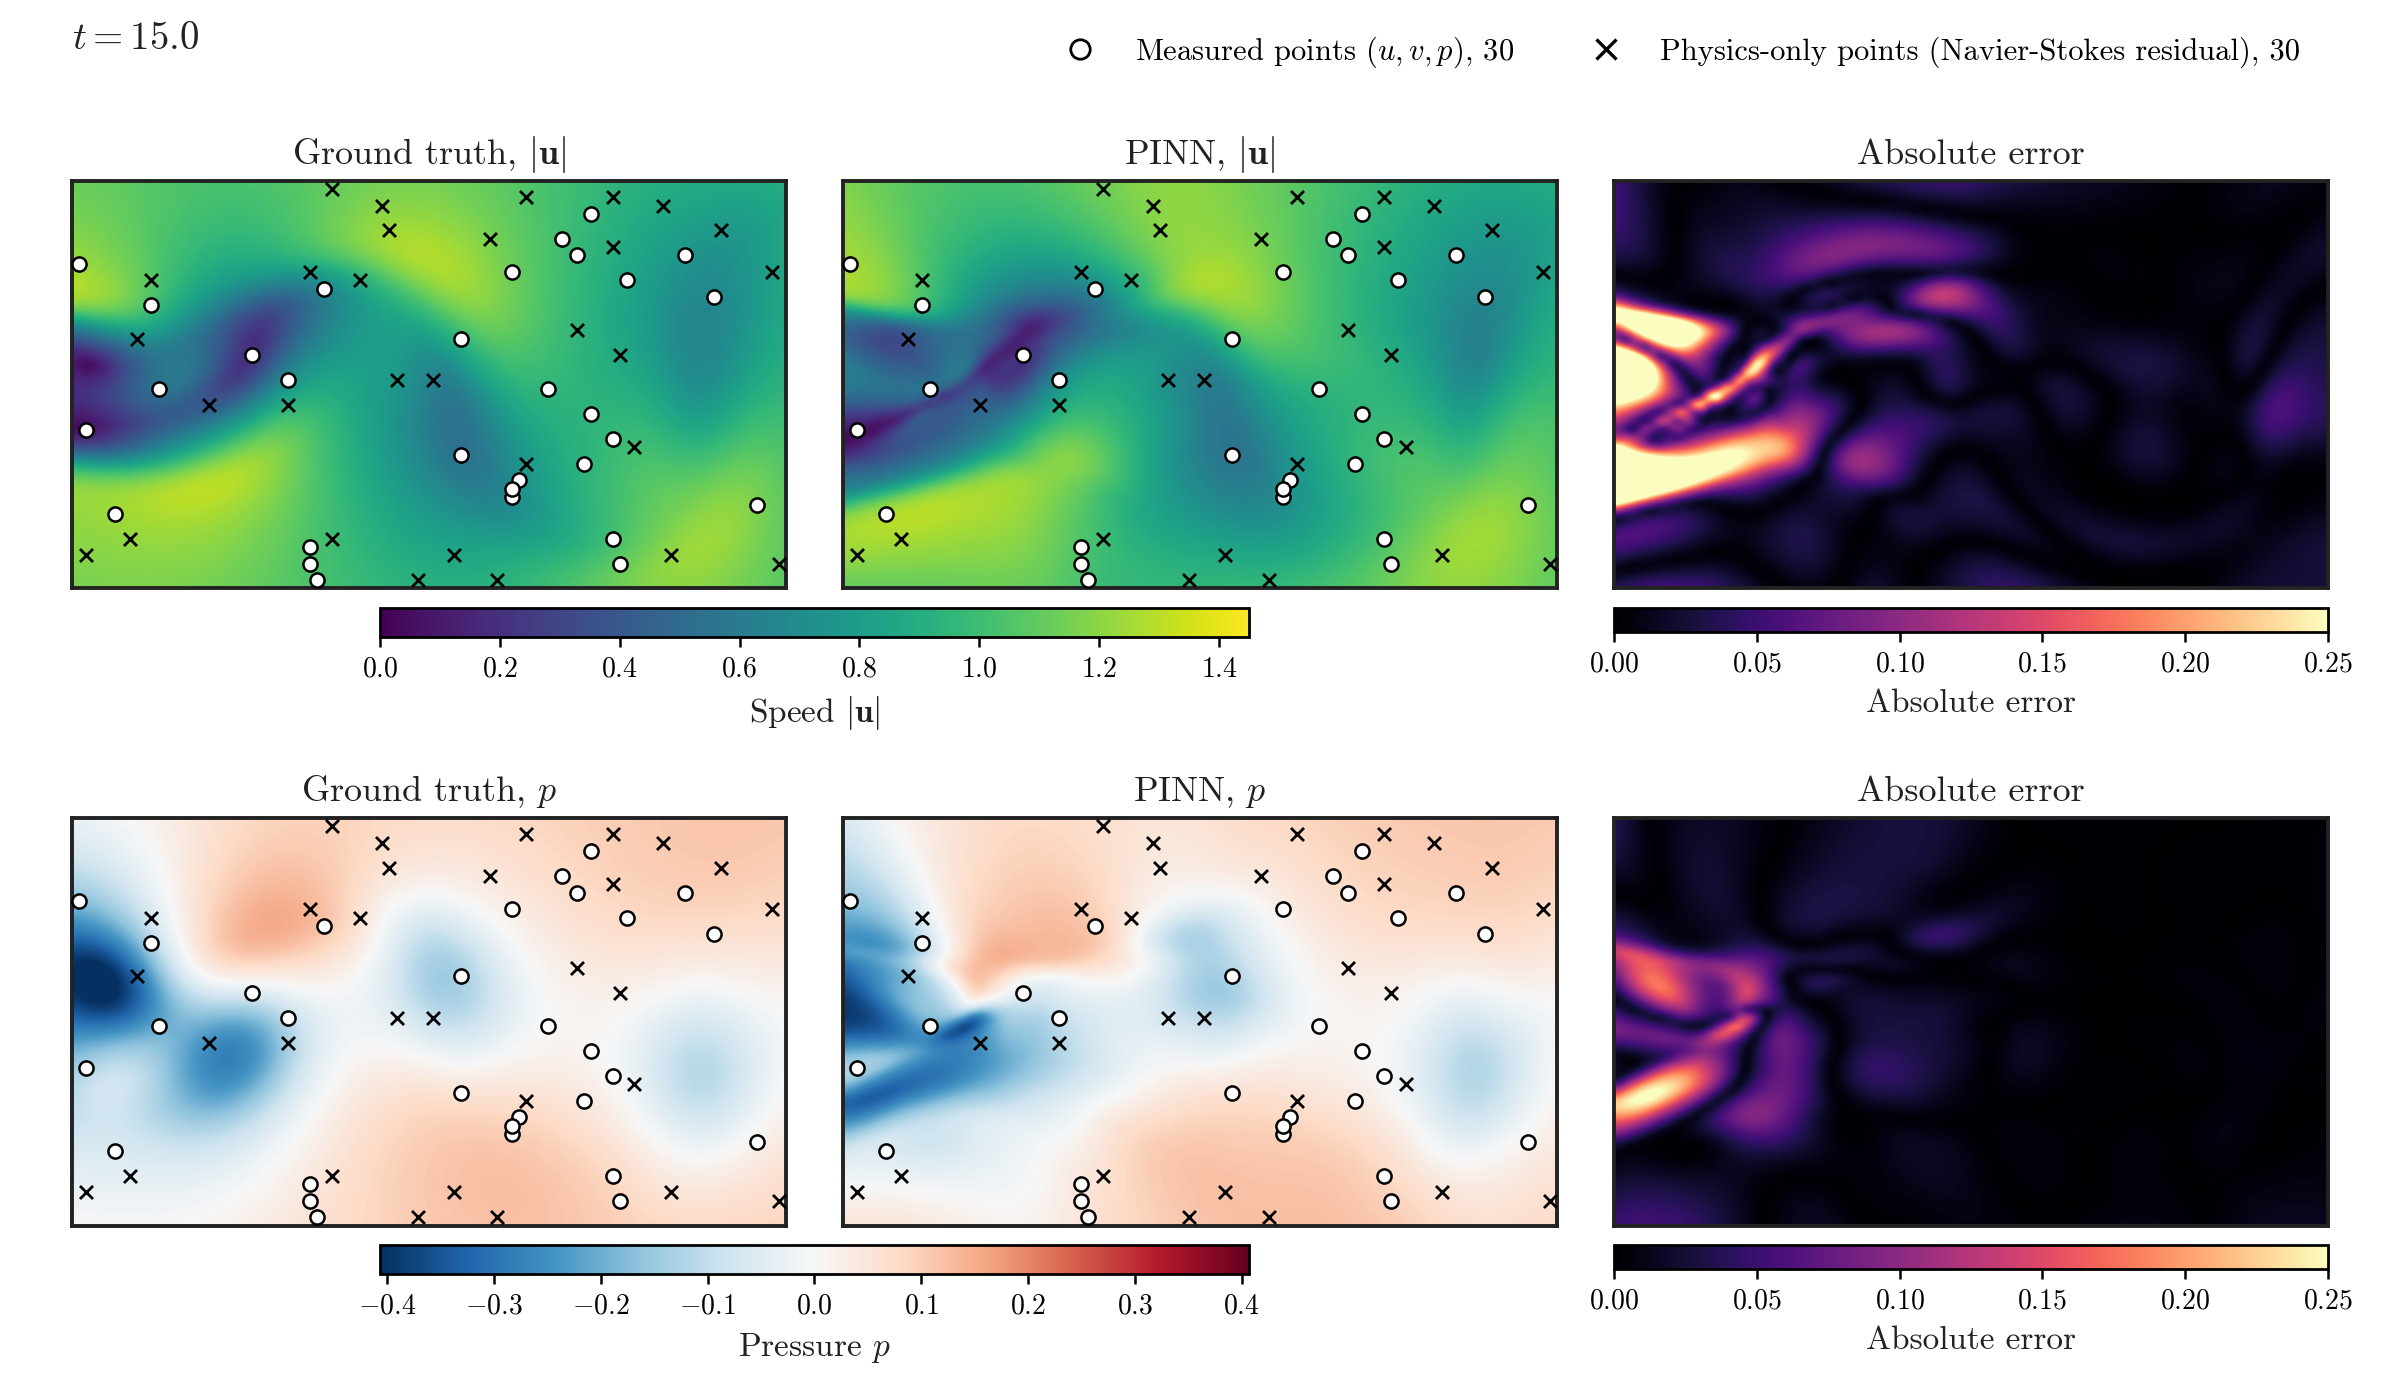 t = 15.0
Measured points (u, v, p), 30
Physics-only points (Navier-Stokes residual), 30
Ground truth, |u|
PINN, |u|
Absolute error
0.0 0.2 0.4 0.6 0.8 1.0 1.2 1.4
Speed |u|
0.00 0.05 0.10 0.15 0.20 0.25
Absolute error
Ground truth, p
PINN, p
Absolute error
−0.4 −0.3 −0.2 −0.1 0.0 0.1 0.2 0.3 0.4
Pressure p
0.00 0.05 0.10 0.15 0.20 0.25
Absolute error